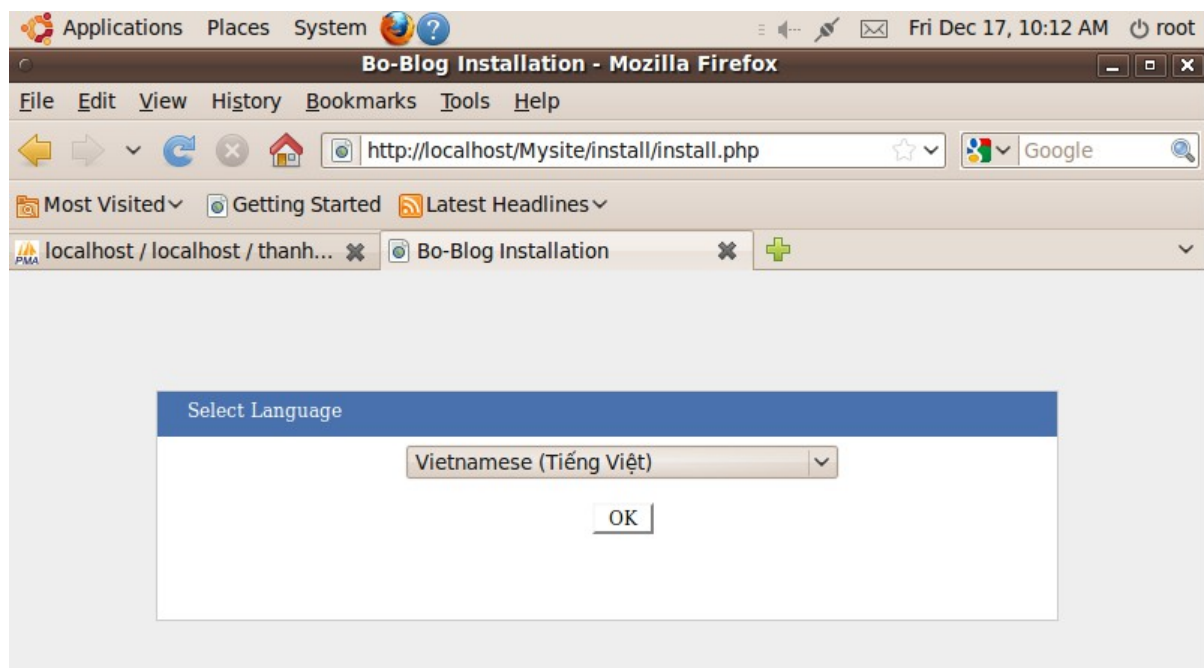 Applications Places System Fri Dec 17, 10:12 AM root
Bo-Blog Installation - Mozilla Firefox
File Edit View History Bookmarks Tools Help
http://localhost/Mysite/install/install.php Google
Most Visited Getting Started Latest Headlines
PMA localhost / localhost / thanh... Bo-Blog Installation
Select Language
Vietnamese (Tiếng Việt)
OK